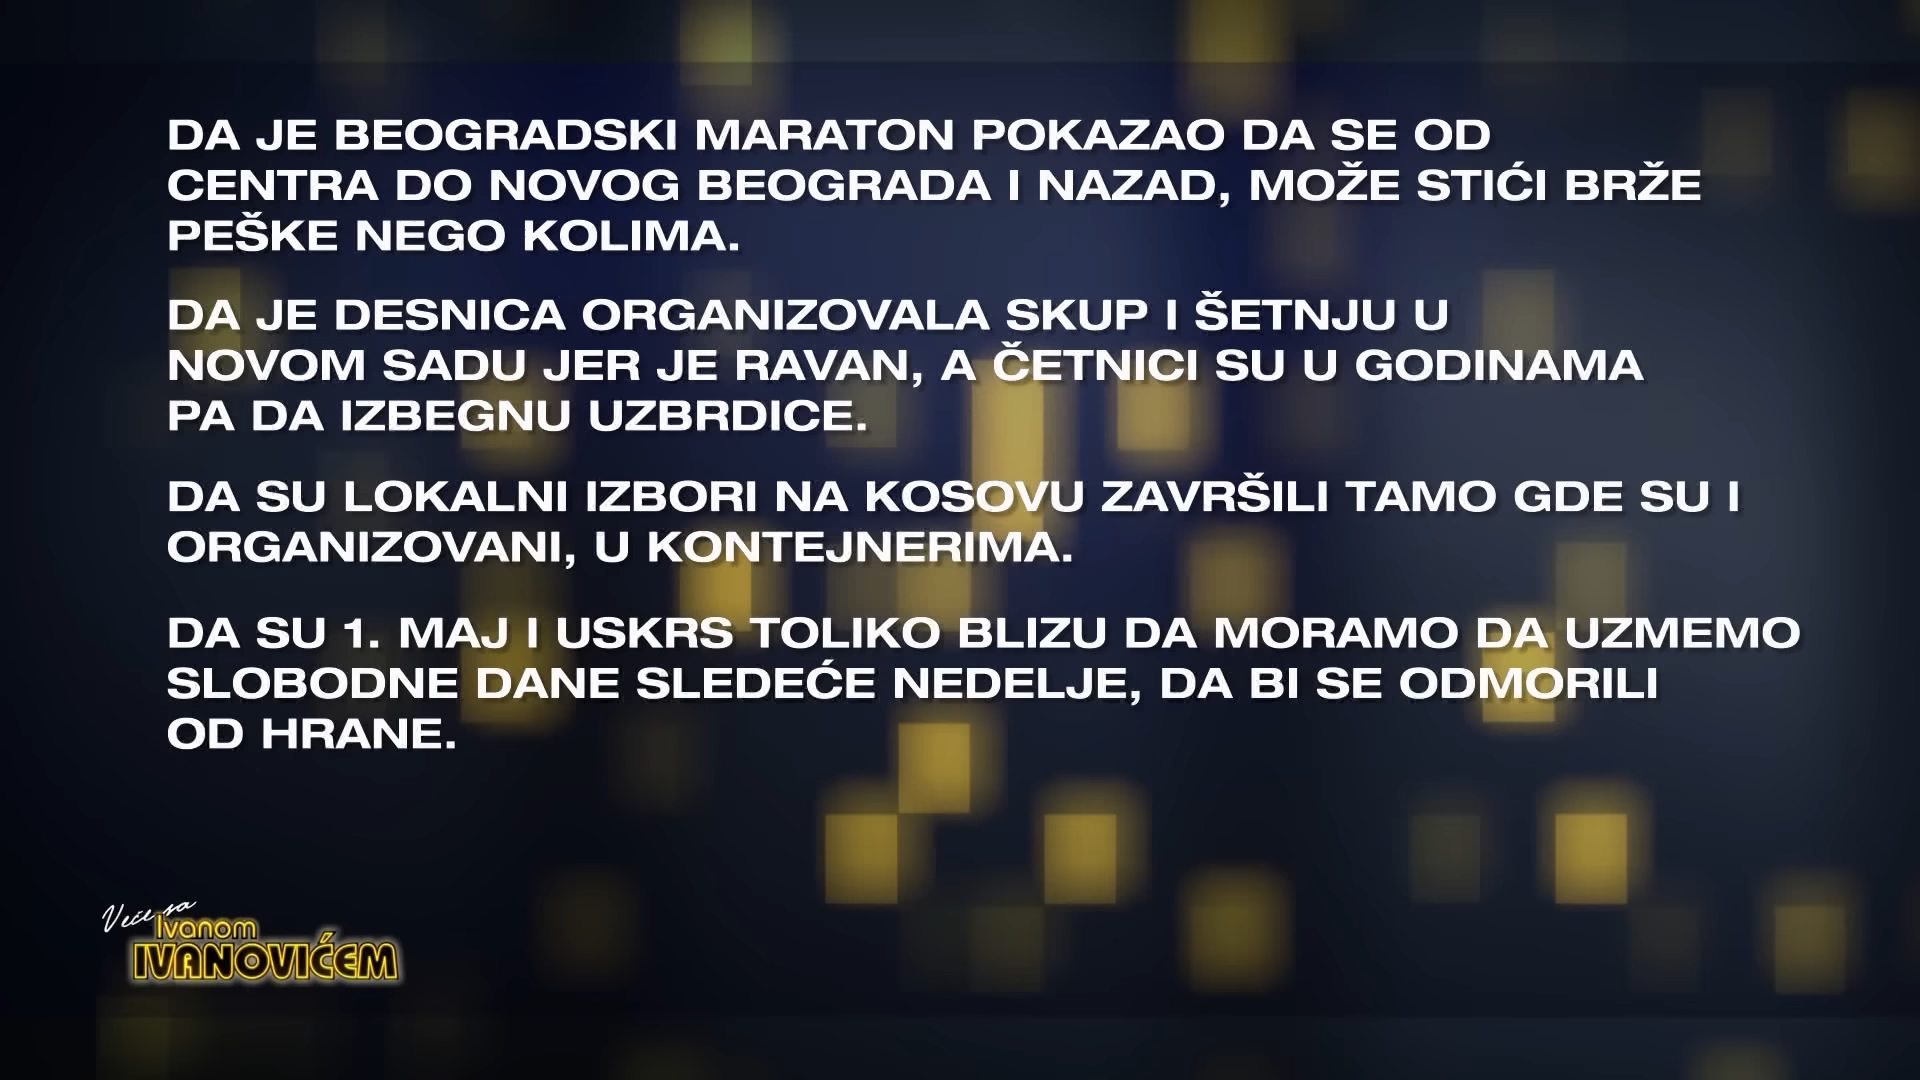 DA JE BEOGRADSKI MARATON POKAZAO DA SE OD
CENTRA DO NOVOG BEOGRADA I NAZAD, MOŽE STIĆI BRŽE
PEŠKE NEGO KOLIMA.
DA JE DESNICA ORGANIZOVALA SKUP I ŠETNJU U
NOVOM SADU JER JE RAVAN, A ČETNICI SU U GODINAMA
PA DA IZBEGNU UZBRDICE.
DA SU LOKALNI IZBORI NA KOSOVU ZAVRŠILI TAMO GDE SU I
ORGANIZOVANI, U KONTEJNERIMA.
DA SU 1. MAJ I USKRS TOLIKO BLIZU DA MORAMO DA UZMEMO
SLOBODNE DANE SLEDEĆE NEDELJE, DA BI SE ODMORILI
OD HRANE.
Veče sa
Ivanom
IVANOVIĆEM